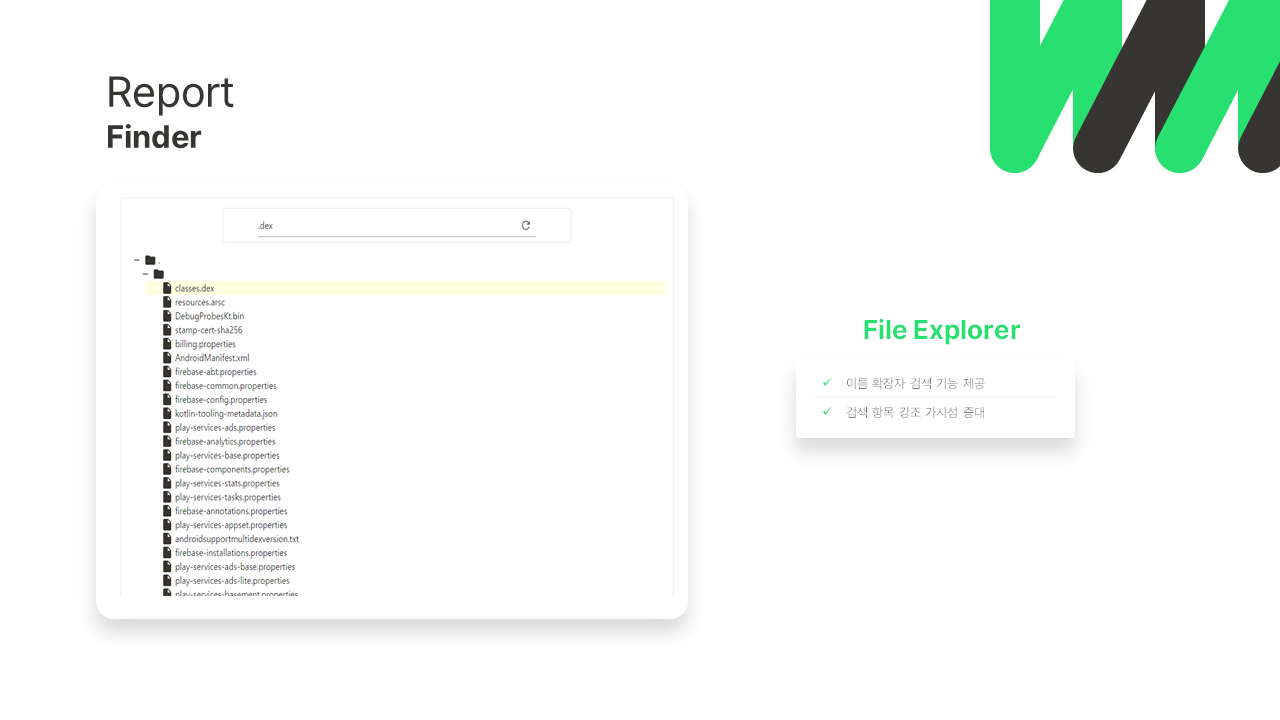 Report
Finder
.dex
.
classes.dex
resources.arsc
DebugProbesKt.bin
stamp-cert-sha256
billing.properties
AndroidManifest.xml
firebase-abt.properties
firebase-common.properties
firebase-config.properties
kotlin-tooling-metadata.json
play-services-ads.properties
firebase-analytics.properties
play-services-base.properties
firebase-components.properties
play-services-stats.properties
play-services-tasks.properties
firebase-annotations.properties
play-services-appset.properties
androidsupportmultidexversion.txt
firebase-installations.properties
play-services-ads-base.properties
play-services-ads-lite.properties
play-services-basement.properties
File Explorer
이름 확장자 검색 기능 제공
검색 항목 강조 가시성 증대